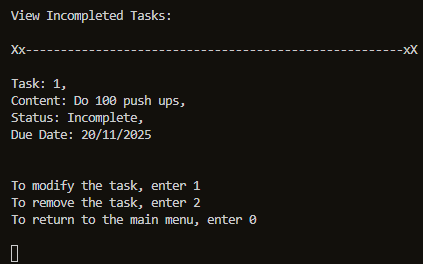 View Incompleted Tasks:
Xx------------------------------------------------------xX
Task: 1,
Content: Do 100 push ups,
Status: Incomplete,
Due Date: 20/11/2025
To modify the task, enter 1
To remove the task, enter 2
To return to the main menu, enter 0